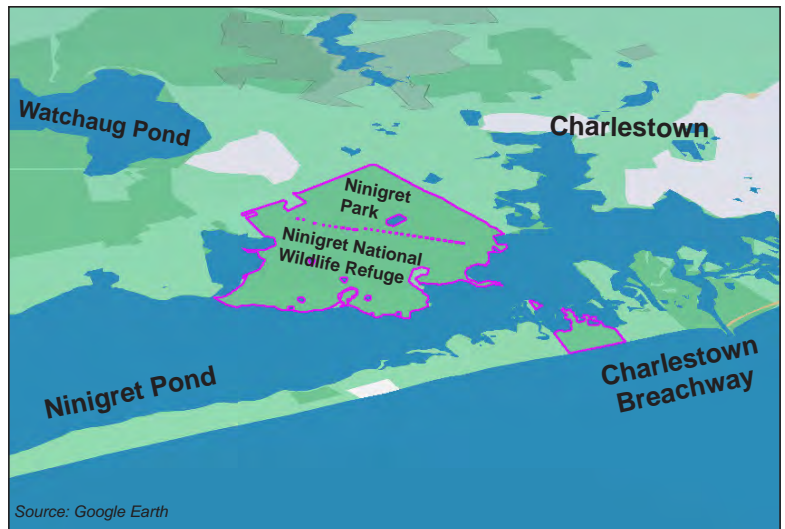 Watchaug Pond
Charlestown
Ninigret
Park
Ninigret National
Wildlife Refuge
Ninigret Pond
Charlestown
Breachway
Source: Google Earth